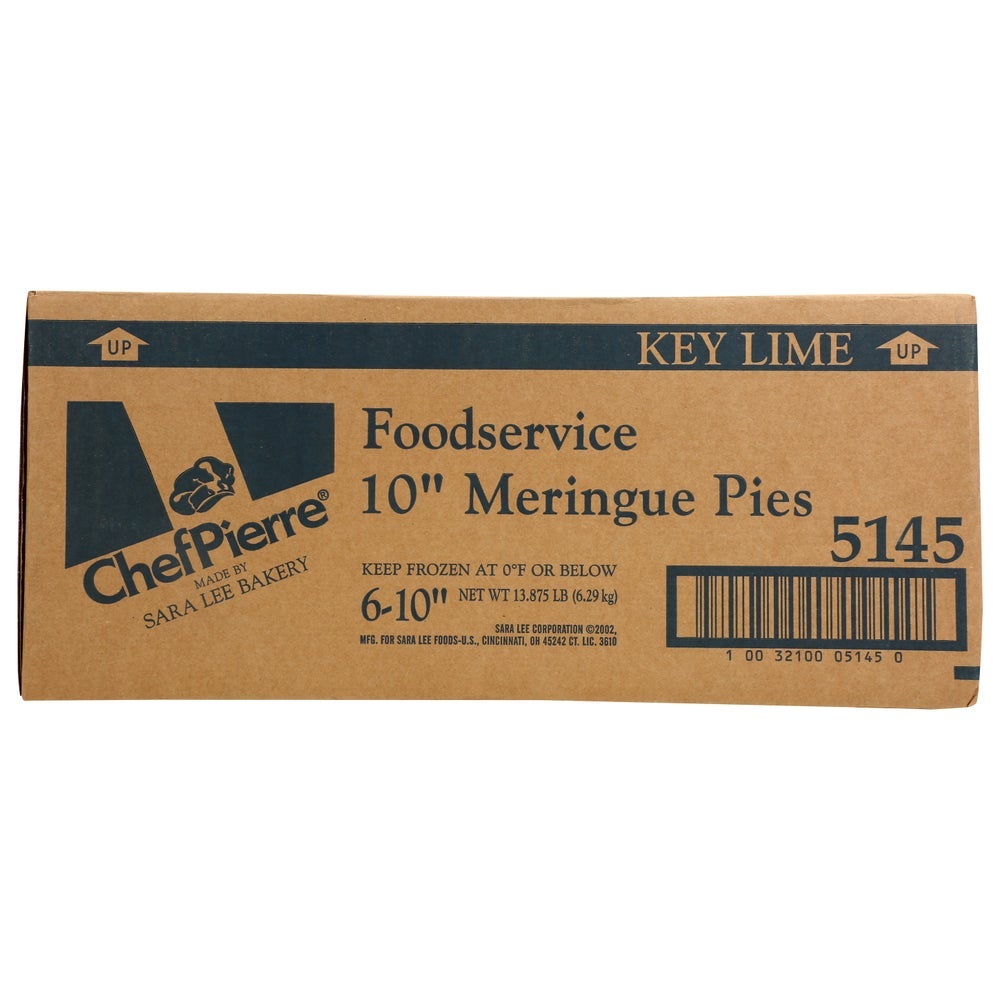 UP
KEY LIME
UP
Foodservice
10" Meringue Pies
ChefPierre®
MADE BY
SARA LEE BAKERY
5145
KEEP FROZEN AT 0°F OR BELOW
6-10" NET WT 13.875 LB (6.29 kg)
SARA LEE CORPORATION ©2002,
MFG. FOR SARA LEE FOODS-U.S., CINCINNATI, OH 45242 CT. LIC. 3610
1 00 32100 05145 0